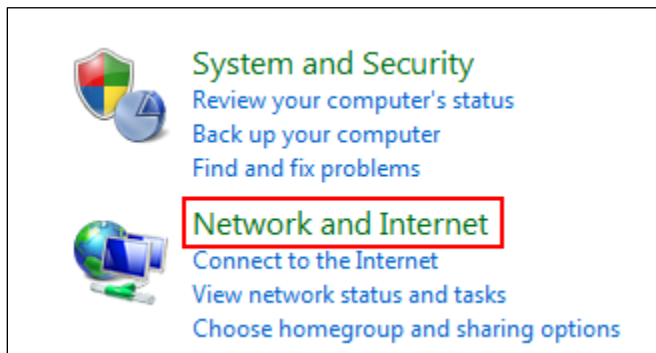 System and Security
Review your computer's status
Back up your computer
Find and fix problems
Network and Internet
Connect to the Internet
View network status and tasks
Choose homegroup and sharing options